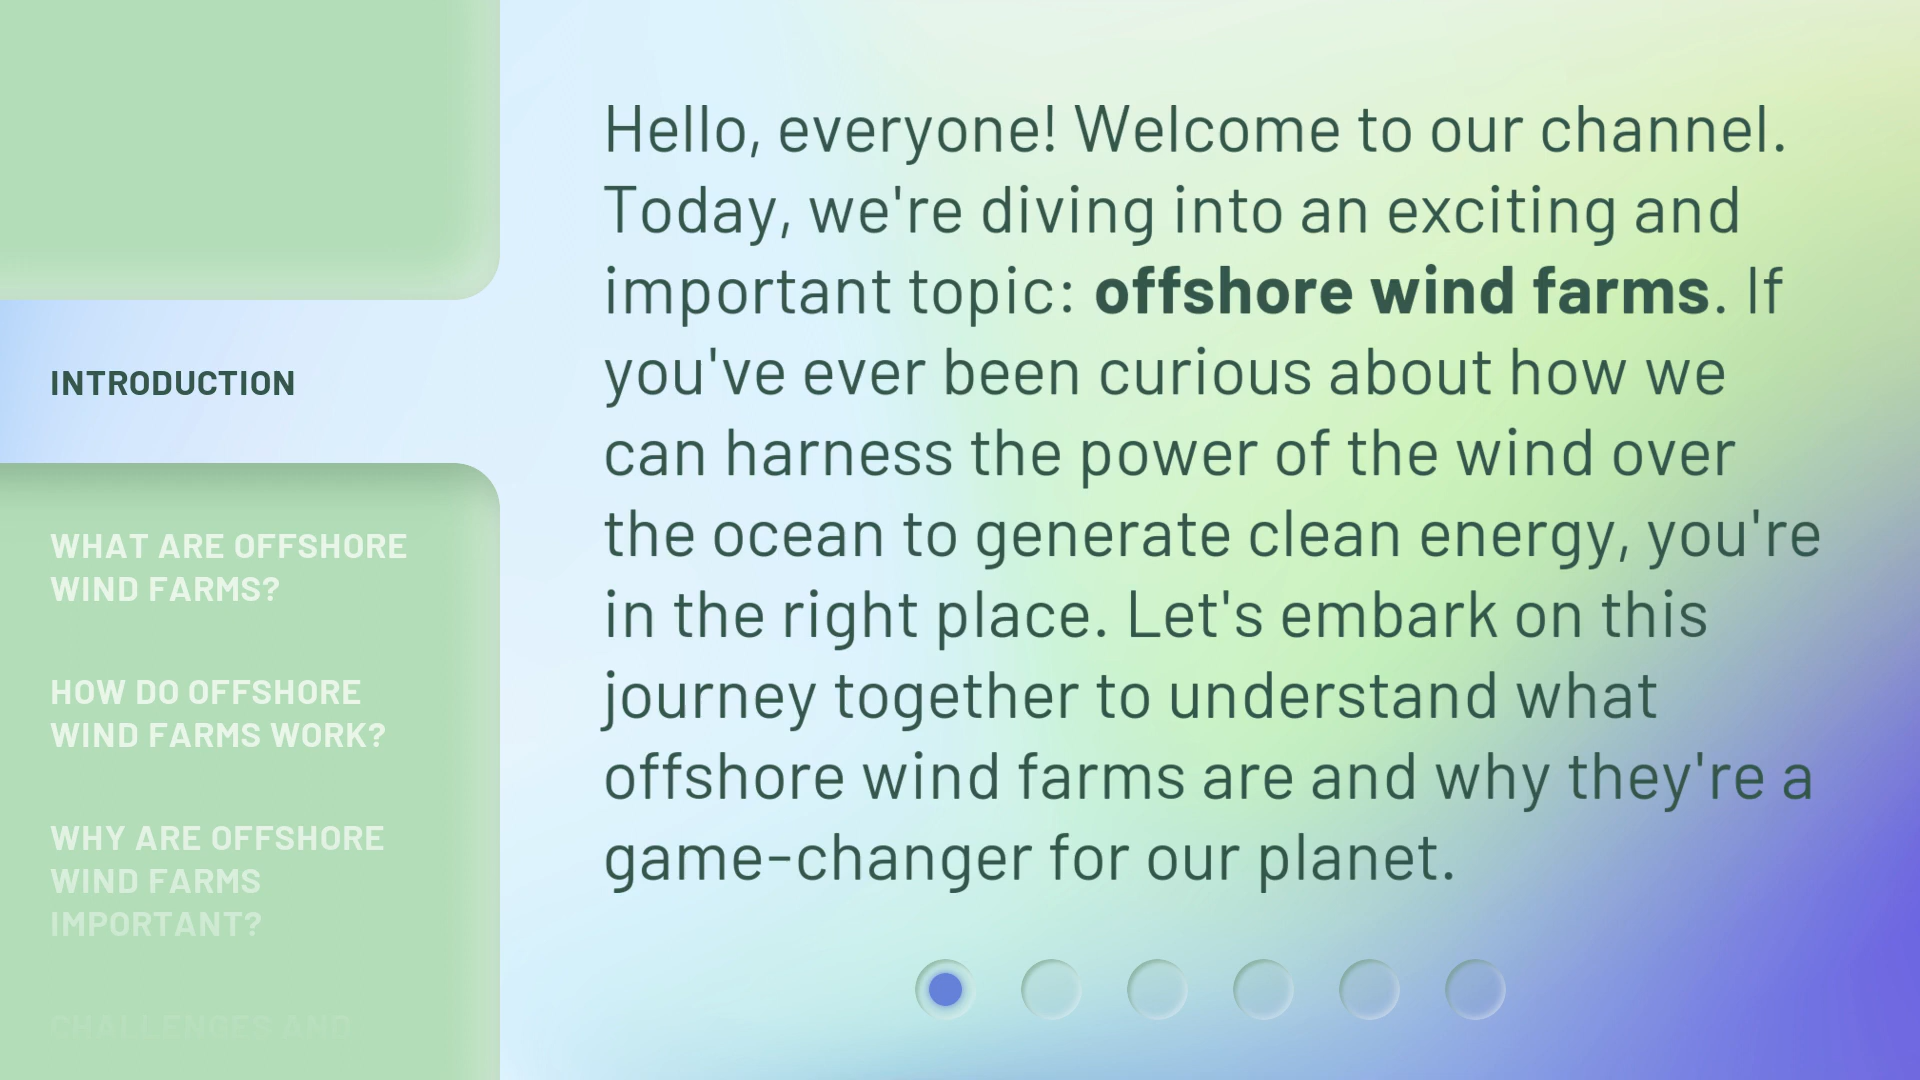 INTRODUCTION
WHAT ARE OFFSHORE
WIND FARMS?
HOW DO OFFSHORE
WIND FARMS WORK?
WHY ARE OFFSHORE
WIND FARMS
IMPORTANT?
CHALLENGES AND
Hello, everyone! Welcome to our channel.
Today, we're diving into an exciting and
important topic: offshore wind farms. If
you've ever been curious about how we
can harness the power of the wind over
the ocean to generate clean energy, you're
in the right place. Let's embark on this
journey together to understand what
offshore wind farms are and why they're a
game-changer for our planet.